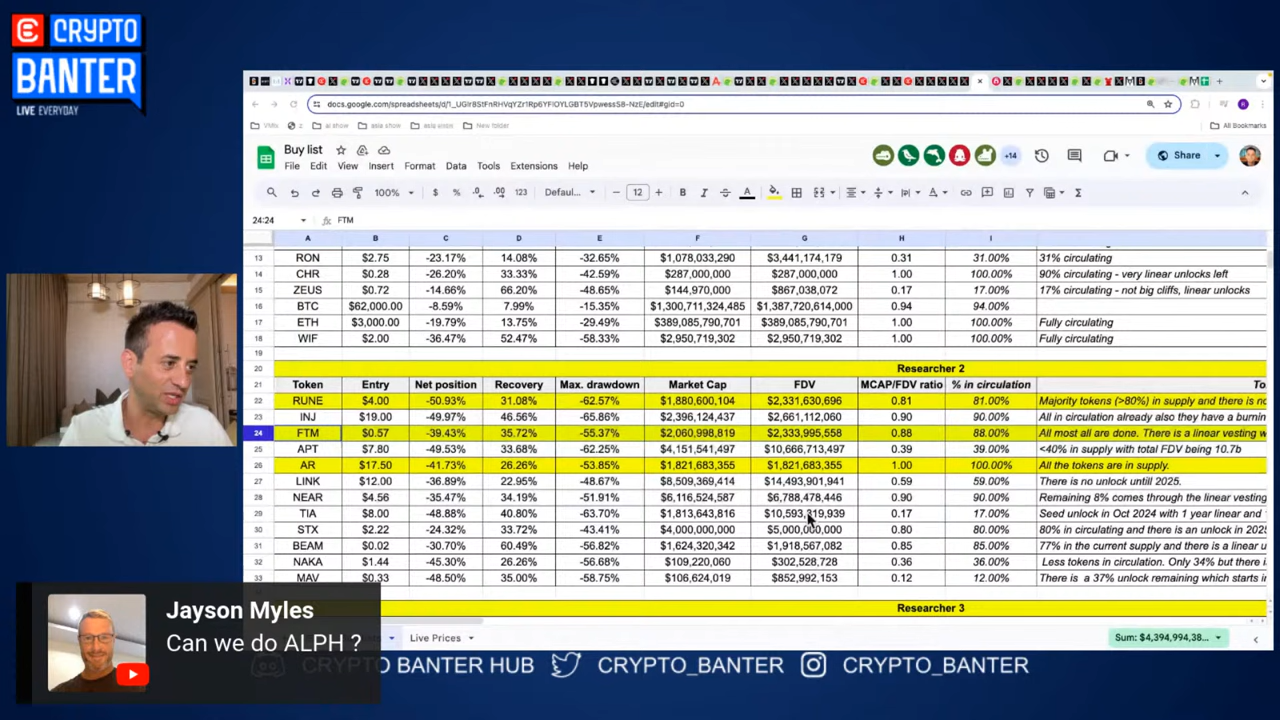 CRYPTO
BANTER
LIVE EVERYDAY
docs.google.com/spreadsheets/d/1_UGIrBStFnRHVqYZr1Rp6YFlOYLGBT5VpwessS8-NzE/edit#gid=0
VMix z ai show asia show asia video New folder All Bookmarks
Buy list
File Edit View Insert Format Data Tools Extensions Help
+14
Share
100% $ % .0 .00 123 Defaul... 12 B I A Σ
24:24 fx FTM
A B C D E F G H I
13 RON $2.75 -23.17% 14.08% -32.65% $1,078,033,290 $3,441,174,179 0.31 31.00% 31% circulating
14 CHR $0.28 -26.20% 33.33% -42.59% $287,000,000 $287,000,000 1.00 100.00% 90% circulating - very linear unlocks left
15 ZEUS $0.72 -14.66% 66.20% -48.65% $144,970,000 $867,038,072 0.17 17.00% 17% circulating - not big cliffs, linear unlocks
16 BTC $62,000.00 -8.59% 7.99% -15.35% $1,300,711,324,485 $1,387,720,614,000 0.94 94.00%
17 ETH $3,000.00 -19.79% 13.75% -29.49% $389,085,790,701 $389,085,790,701 1.00 100.00% Fully circulating
18 WIF $2.00 -36.47% 52.47% -58.33% $2,950,719,302 $2,950,719,302 1.00 100.00% Fully circulating
19
20 Researcher 2
21 Token Entry Net position Recovery Max. drawdown Market Cap FDV MCAP/FDV ratio % in circulation To
22 RUNE $4.00 -50.93% 31.08% -62.57% $1,880,600,104 $2,331,630,696 0.81 81.00% Majority tokens (>80%) in supply and there is no
23 INJ $19.00 -49.97% 46.56% -65.86% $2,396,124,437 $2,661,112,060 0.90 90.00% All in circulation already also they have a burnin
24 FTM $0.57 -39.43% 35.72% -55.37% $2,060,998,819 $2,333,995,558 0.88 88.00% All most all are done. There is a linear vesting w
25 APT $7.80 -49.53% 33.68% -62.25% $4,151,541,497 $10,666,713,497 0.39 39.00% <40% in supply with total FDV being 10.7b
26 AR $17.50 -41.73% 26.26% -53.85% $1,821,683,355 $1,821,683,355 1.00 100.00% All the tokens are in supply.
27 LINK $12.00 -36.89% 22.95% -48.67% $8,509,369,414 $14,493,901,941 0.59 59.00% There is no unlock untill 2025.
28 NEAR $4.56 -35.47% 34.19% -51.91% $6,116,524,587 $6,788,478,446 0.90 90.00% Remaining 8% comes through the linear vesting
29 TIA $8.00 -48.88% 40.80% -63.70% $1,813,643,816 $10,593,819,939 0.17 17.00% Seed unlock in Oct 2024 with 1 year linear and
30 STX $2.22 -24.32% 33.72% -43.41% $4,000,000,000 $5,000,000,000 0.80 80.00% 80% in circulating and there is an unlock in 2025
31 BEAM $0.02 -30.70% 60.49% -56.82% $1,624,320,342 $1,918,567,082 0.85 85.00% 77% in the current supply and there is a linear u
32 NAKA $1.44 -45.30% 26.29% -56.68% $109,220,060 $302,528,728 0.36 36.00% Less tokens in circulation. Only 34% but there i
33 MAV $0.33 -48.50% 35.00% -58.75% $106,624,019 $852,992,153 0.12 12.00% There is a 37% unlock remaining which starts in
Researcher 3
Live Prices Sum: $4,394,994,38...
Jayson Myles
Can we do ALPH ?
CRYPTO BANTER HUB CRYPTO_BANTER CRYPTO_BANTER